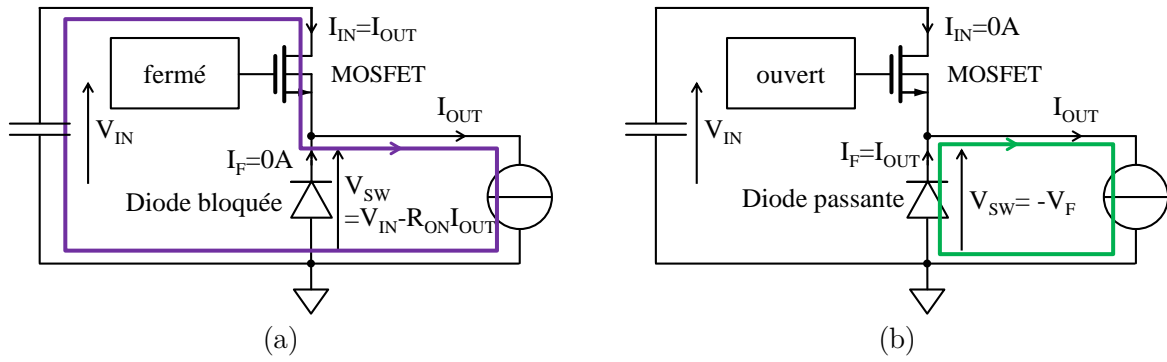 I_IN=I_OUT
fermé
MOSFET
V_IN
I_OUT
I_F=0A
Diode bloquée
V_SW
=V_IN-R_ON I_OUT
(a)
I_IN=0A
ouvert
MOSFET
V_IN
I_OUT
I_F=I_OUT
Diode passante
V_SW= -V_F
(b)